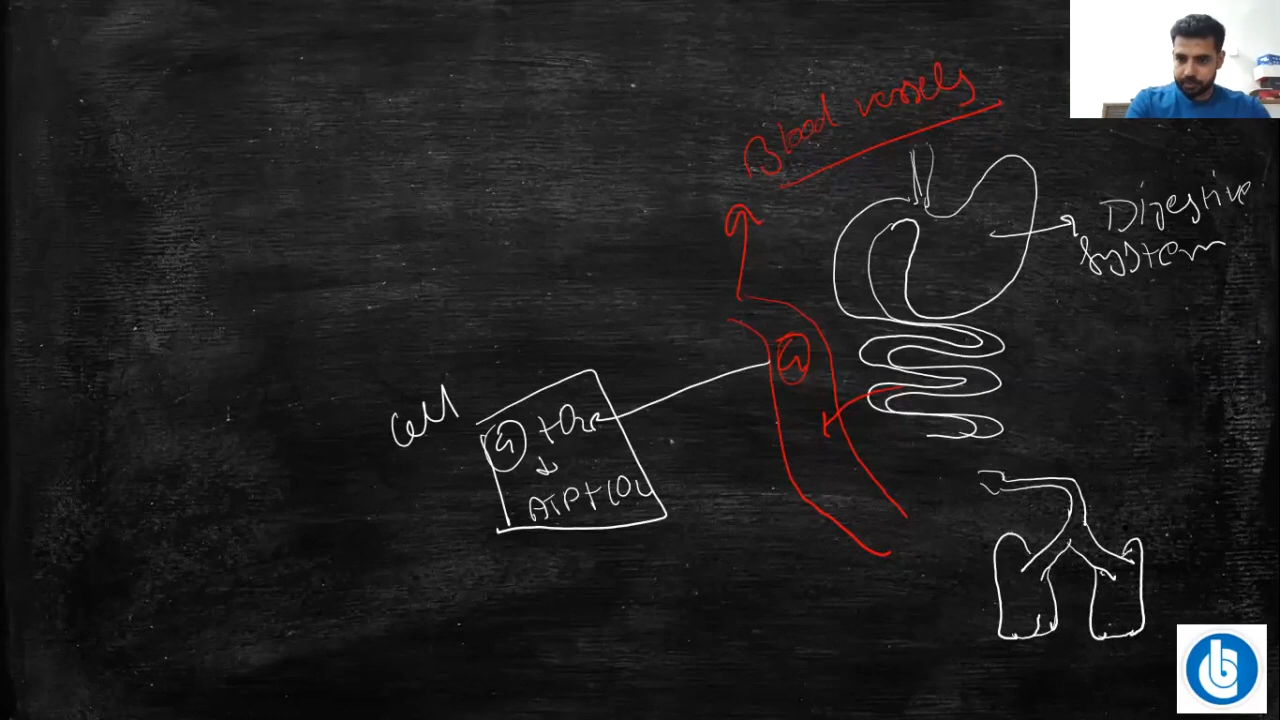 Blood vessels
Digestive
System
G
Cell
G +O2
ATP+CO2